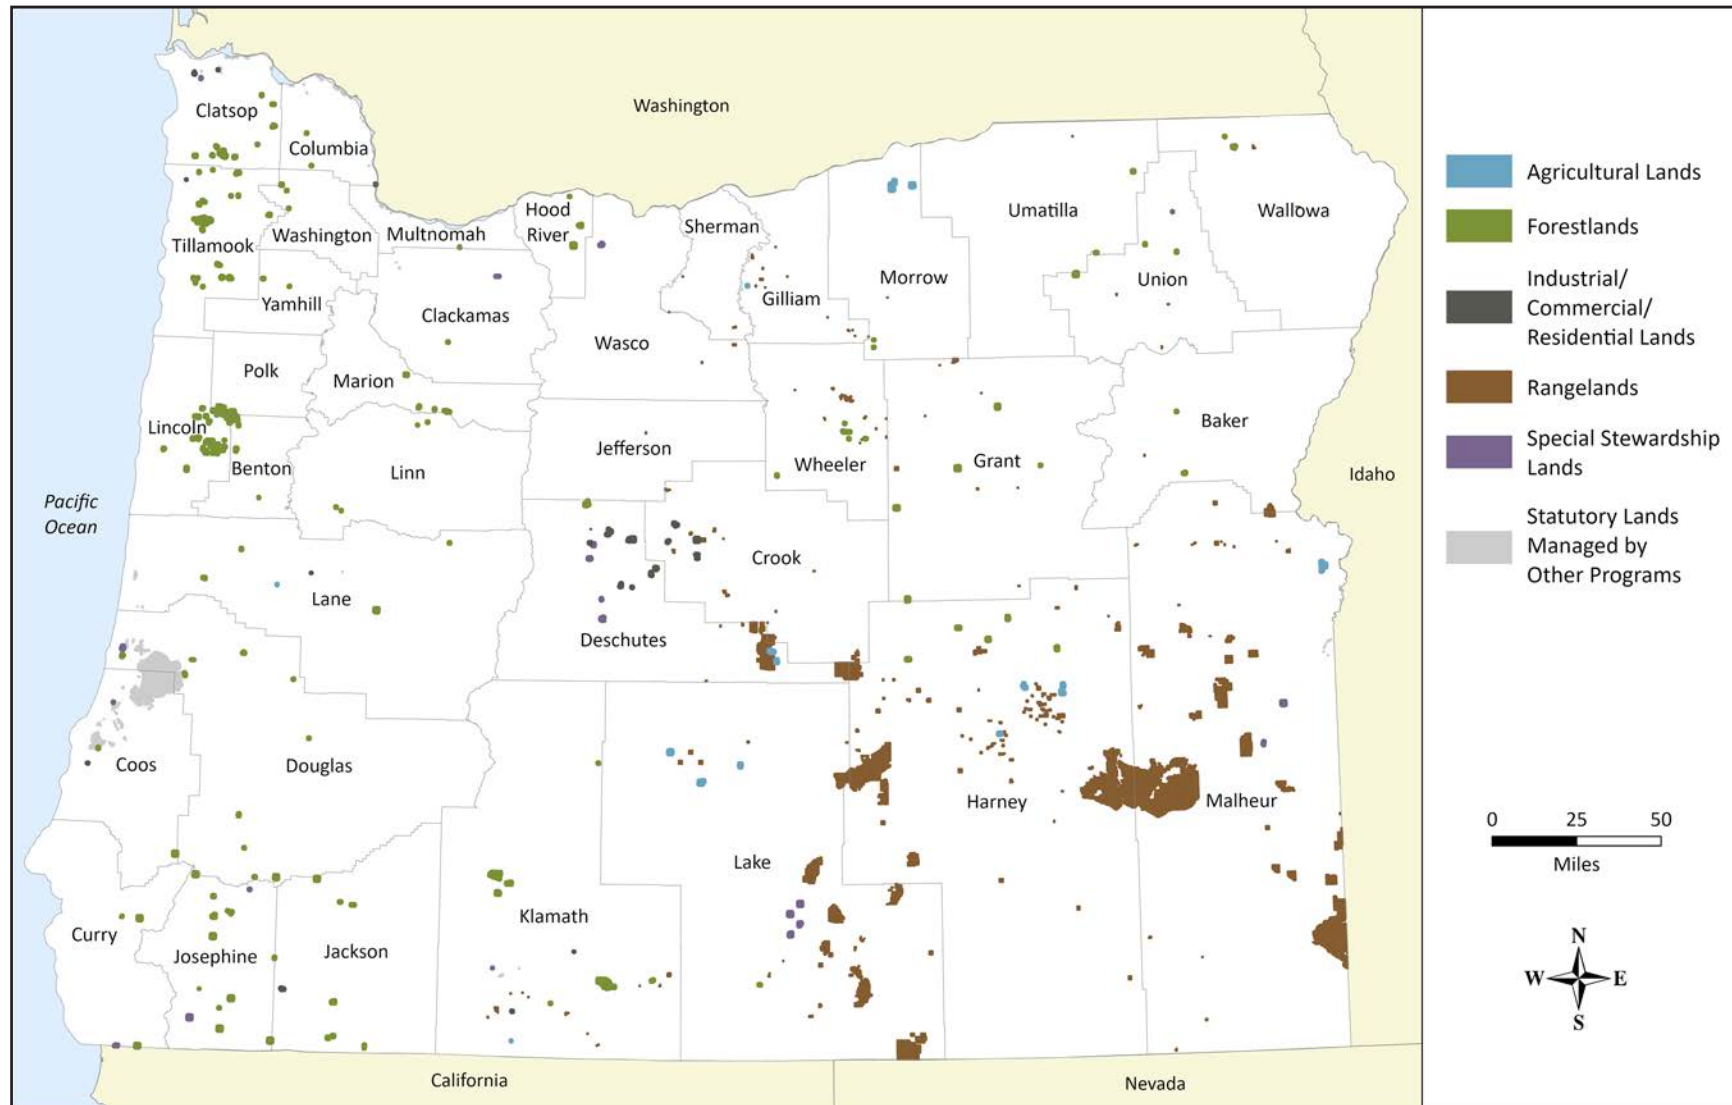 Washington
Clatsop
Columbia
Tillamook
Washington
Multnomah
Hood
River
Sherman
Umatilla
Wallowa
Morrow
Union
Gilliam
Yamhill
Clackamas
Wasco
Polk
Marion
Baker
Lincoln
Jefferson
Wheeler
Grant
Benton
Linn
Idaho
Pacific
Ocean
Crook
Lane
Deschutes
Coos
Douglas
Harney
Malheur
Lake
Klamath
Curry
Josephine
Jackson
California
Nevada
Agricultural Lands
Forestlands
Industrial/
Commercial/
Residential Lands
Rangelands
Special Stewardship
Lands
Statutory Lands
Managed by
Other Programs
0 25 50
Miles
N
W E
S